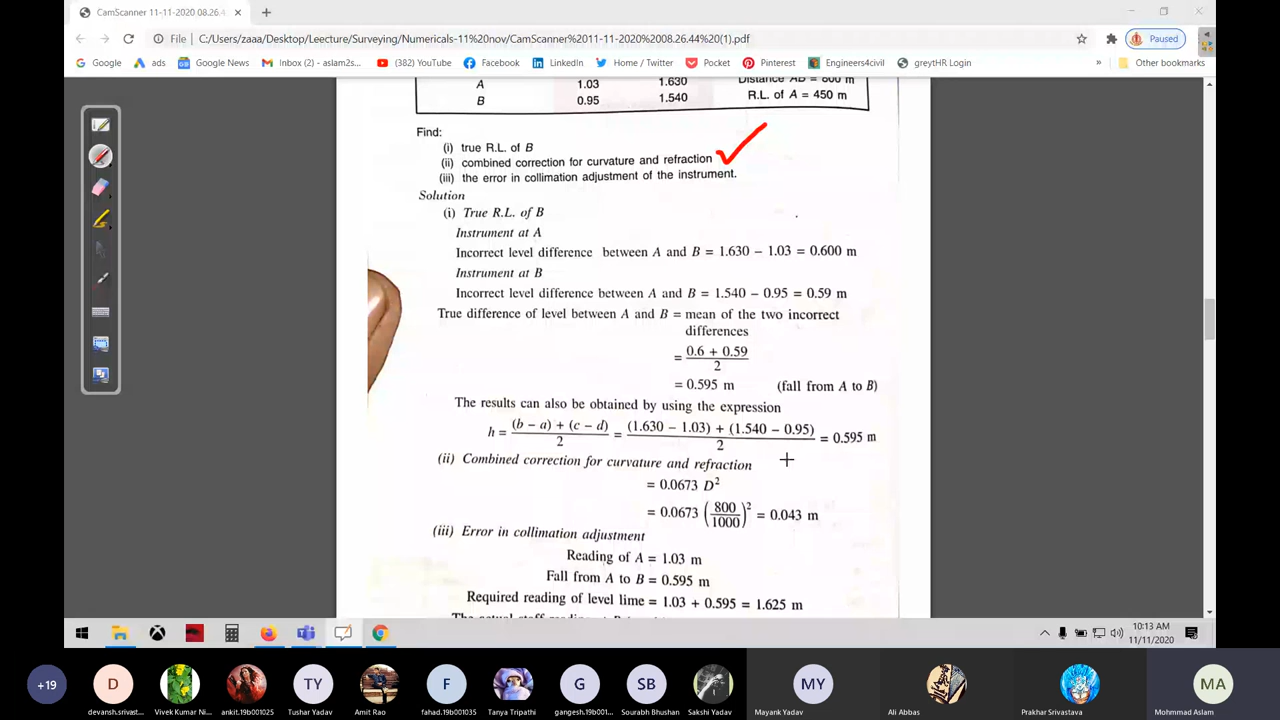 CamScanner 11-11-2020 08.26.4
File C:/Users/zaaa/Desktop/Leecture/Surveying/Numericals-11%20nov/CamScanner%2011-11-2020%2008.26.44%20(1).pdf
Paused
Google ads Google News Inbox (2) - aslam2s... (382) YouTube Facebook LinkedIn Home / Twitter Pocket Pinterest Engineers4civil greytHR Login » Other bookmarks
A 1.03 1.630 Distance AB = 800 m
B 0.95 1.540 R.L. of A = 450 m
Find:
(i) true R.L. of B
(ii) combined correction for curvature and refraction
(iii) the error in collimation adjustment of the instrument.
Solution
(i) True R.L. of B
Instrument at A
Incorrect level difference between A and B = 1.630 − 1.03 = 0.600 m
Instrument at B
Incorrect level difference between A and B = 1.540 − 0.95 = 0.59 m
True difference of level between A and B = mean of the two incorrect
differences
= 0.6 + 0.59 / 2
= 0.595 m (fall from A to B)
The results can also be obtained by using the expression
h = (b − a) + (c − d) / 2 = (1.630 − 1.03) + (1.540 − 0.95) / 2 = 0.595 m
(ii) Combined correction for curvature and refraction
= 0.0673 D²
= 0.0673 (800/1000)² = 0.043 m
(iii) Error in collimation adjustment
Reading of A = 1.03 m
Fall from A to B = 0.595 m
Required reading of level lime = 1.03 + 0.595 = 1.625 m
10:13 AM
11/11/2020
+19 D TY F G SB MY MA
devansh.srivast... Vivek Kumar Ni... ankit.19b001025 Tushar Yadav Amit Rao fahad.19b001035 Tanya Tripathi gangesh.19b001... Sourabh Bhushan Sakshi Yadav Mayank Yadav Ali Abbas Prakhar Srivastava Mohmmad Aslam